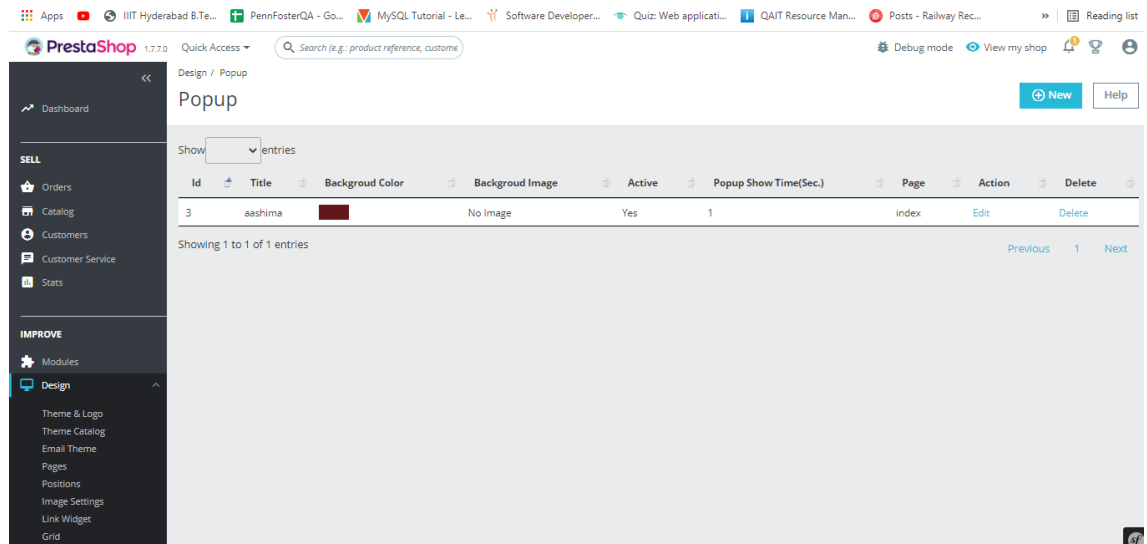 Apps IIIT Hyderabad B.Te... PennFosterQA - Go... MySQL Tutorial - Le... Software Developer... Quiz: Web applicati... QAIT Resource Man... Posts - Railway Rec... » Reading list
PrestaShop 1.7.7.0 Quick Access Search (e.g.: product reference, custome Debug mode View my shop 1
Design / Popup
Popup
New Help
Dashboard
SELL
Orders
Catalog
Customers
Customer Service
Stats
IMPROVE
Modules
Design
Theme & Logo
Theme Catalog
Email Theme
Pages
Positions
Image Settings
Link Widget
Grid
Show entries
Id Title Backgroud Color Backgroud Image Active Popup Show Time(Sec.) Page Action Delete
3 aashima No Image Yes 1 index Edit Delete
Showing 1 to 1 of 1 entries
Previous 1 Next